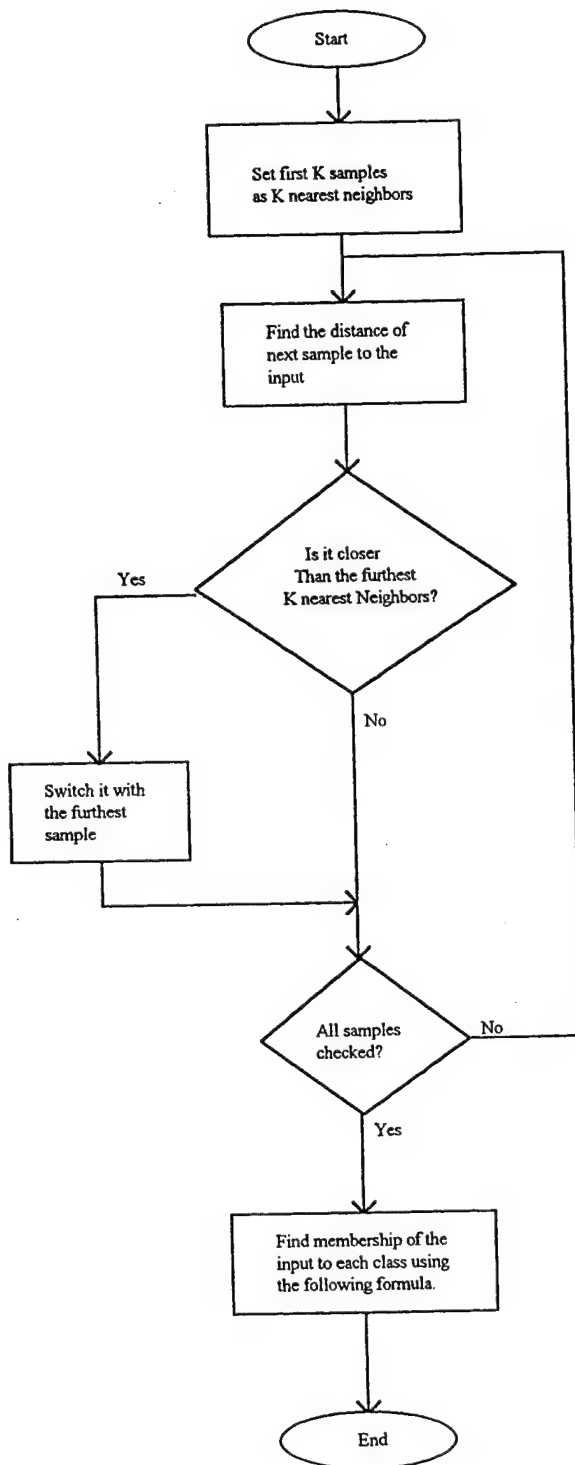 Start
Set first K samples
as K nearest neighbors
Find the distance of
next sample to the
input
Is it closer
Than the furthest
K nearest Neighbors?
Yes
No
Switch it with
the furthest
sample
All samples
checked?
No
Yes
Find membership of the
input to each class using
the following formula.
End